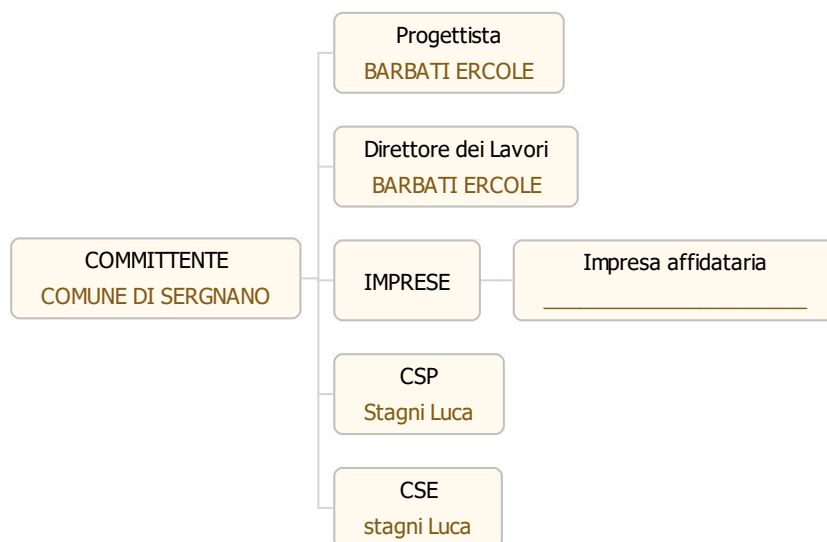 Progettista
BARBATI ERCOLE
Direttore dei Lavori
BARBATI ERCOLE
COMMITTENTE
COMUNE DI SERGNANO
IMPRESE
Impresa affidataria
________________________
CSP
Stagni Luca
CSE
stagni Luca